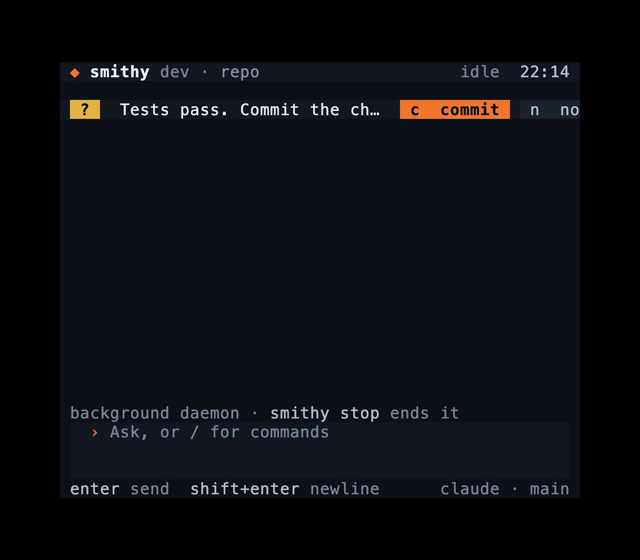 ◆ smithy dev · repo idle 22:14
? Tests pass. Commit the ch… c commit n no
background daemon · smithy stop ends it
› Ask, or / for commands
enter send shift+enter newline claude · main